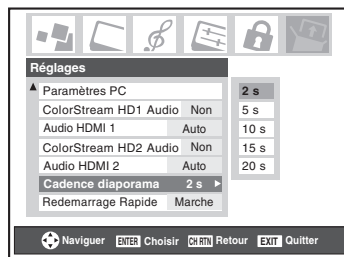 Réglages
Paramètres PC
ColorStream HD1 Audio Non
Audio HDMI 1 Auto
ColorStream HD2 Audio Non
Audio HDMI 2 Auto
Cadence diaporama 2 s
Redemarrage Rapide Marche
2 s
5 s
10 s
15 s
20 s
Naviguer ENTER Choisir CH RTN Retour EXIT Quitter